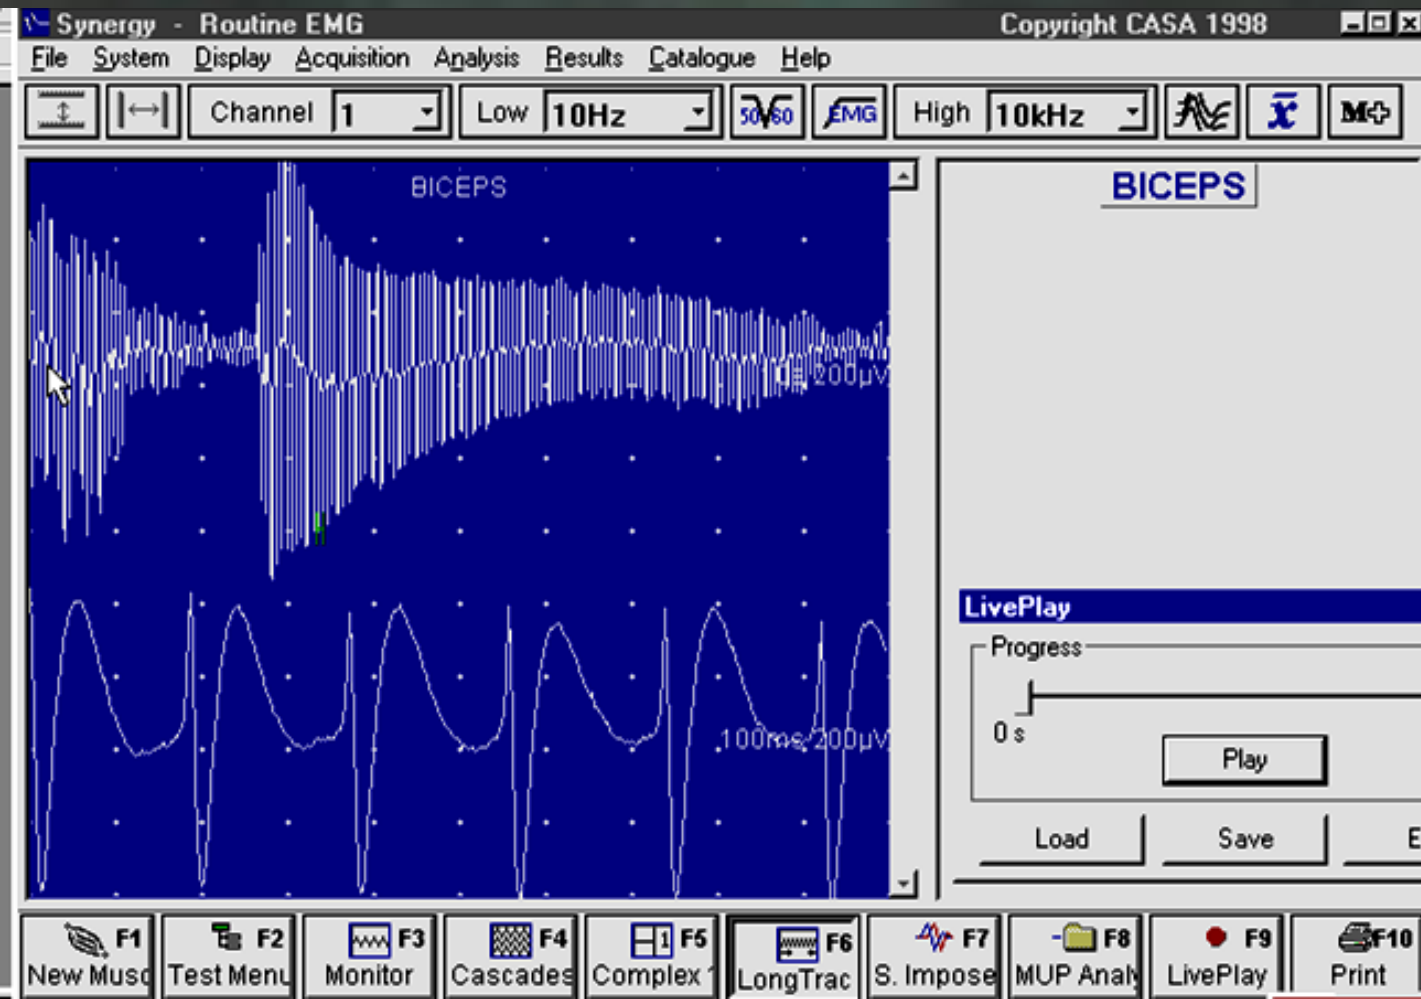 Synergy - Routine EMG Copyright CASA 1998
File System Display Acquisition Analysis Results Catalogue Help
Channel 1 Low 10Hz 50 60 EMG High 10kHz x M
BICEPS
200µV
100ms 200µV
BICEPS
LivePlay
Progress
0 s
Play
Load Save E
F1 F2 F3 F4 F5 F6 F7 F8 F9 F10
New Musc Test Menu Monitor Cascades Complex LongTrac S. Impose MUP Analy LivePlay Print